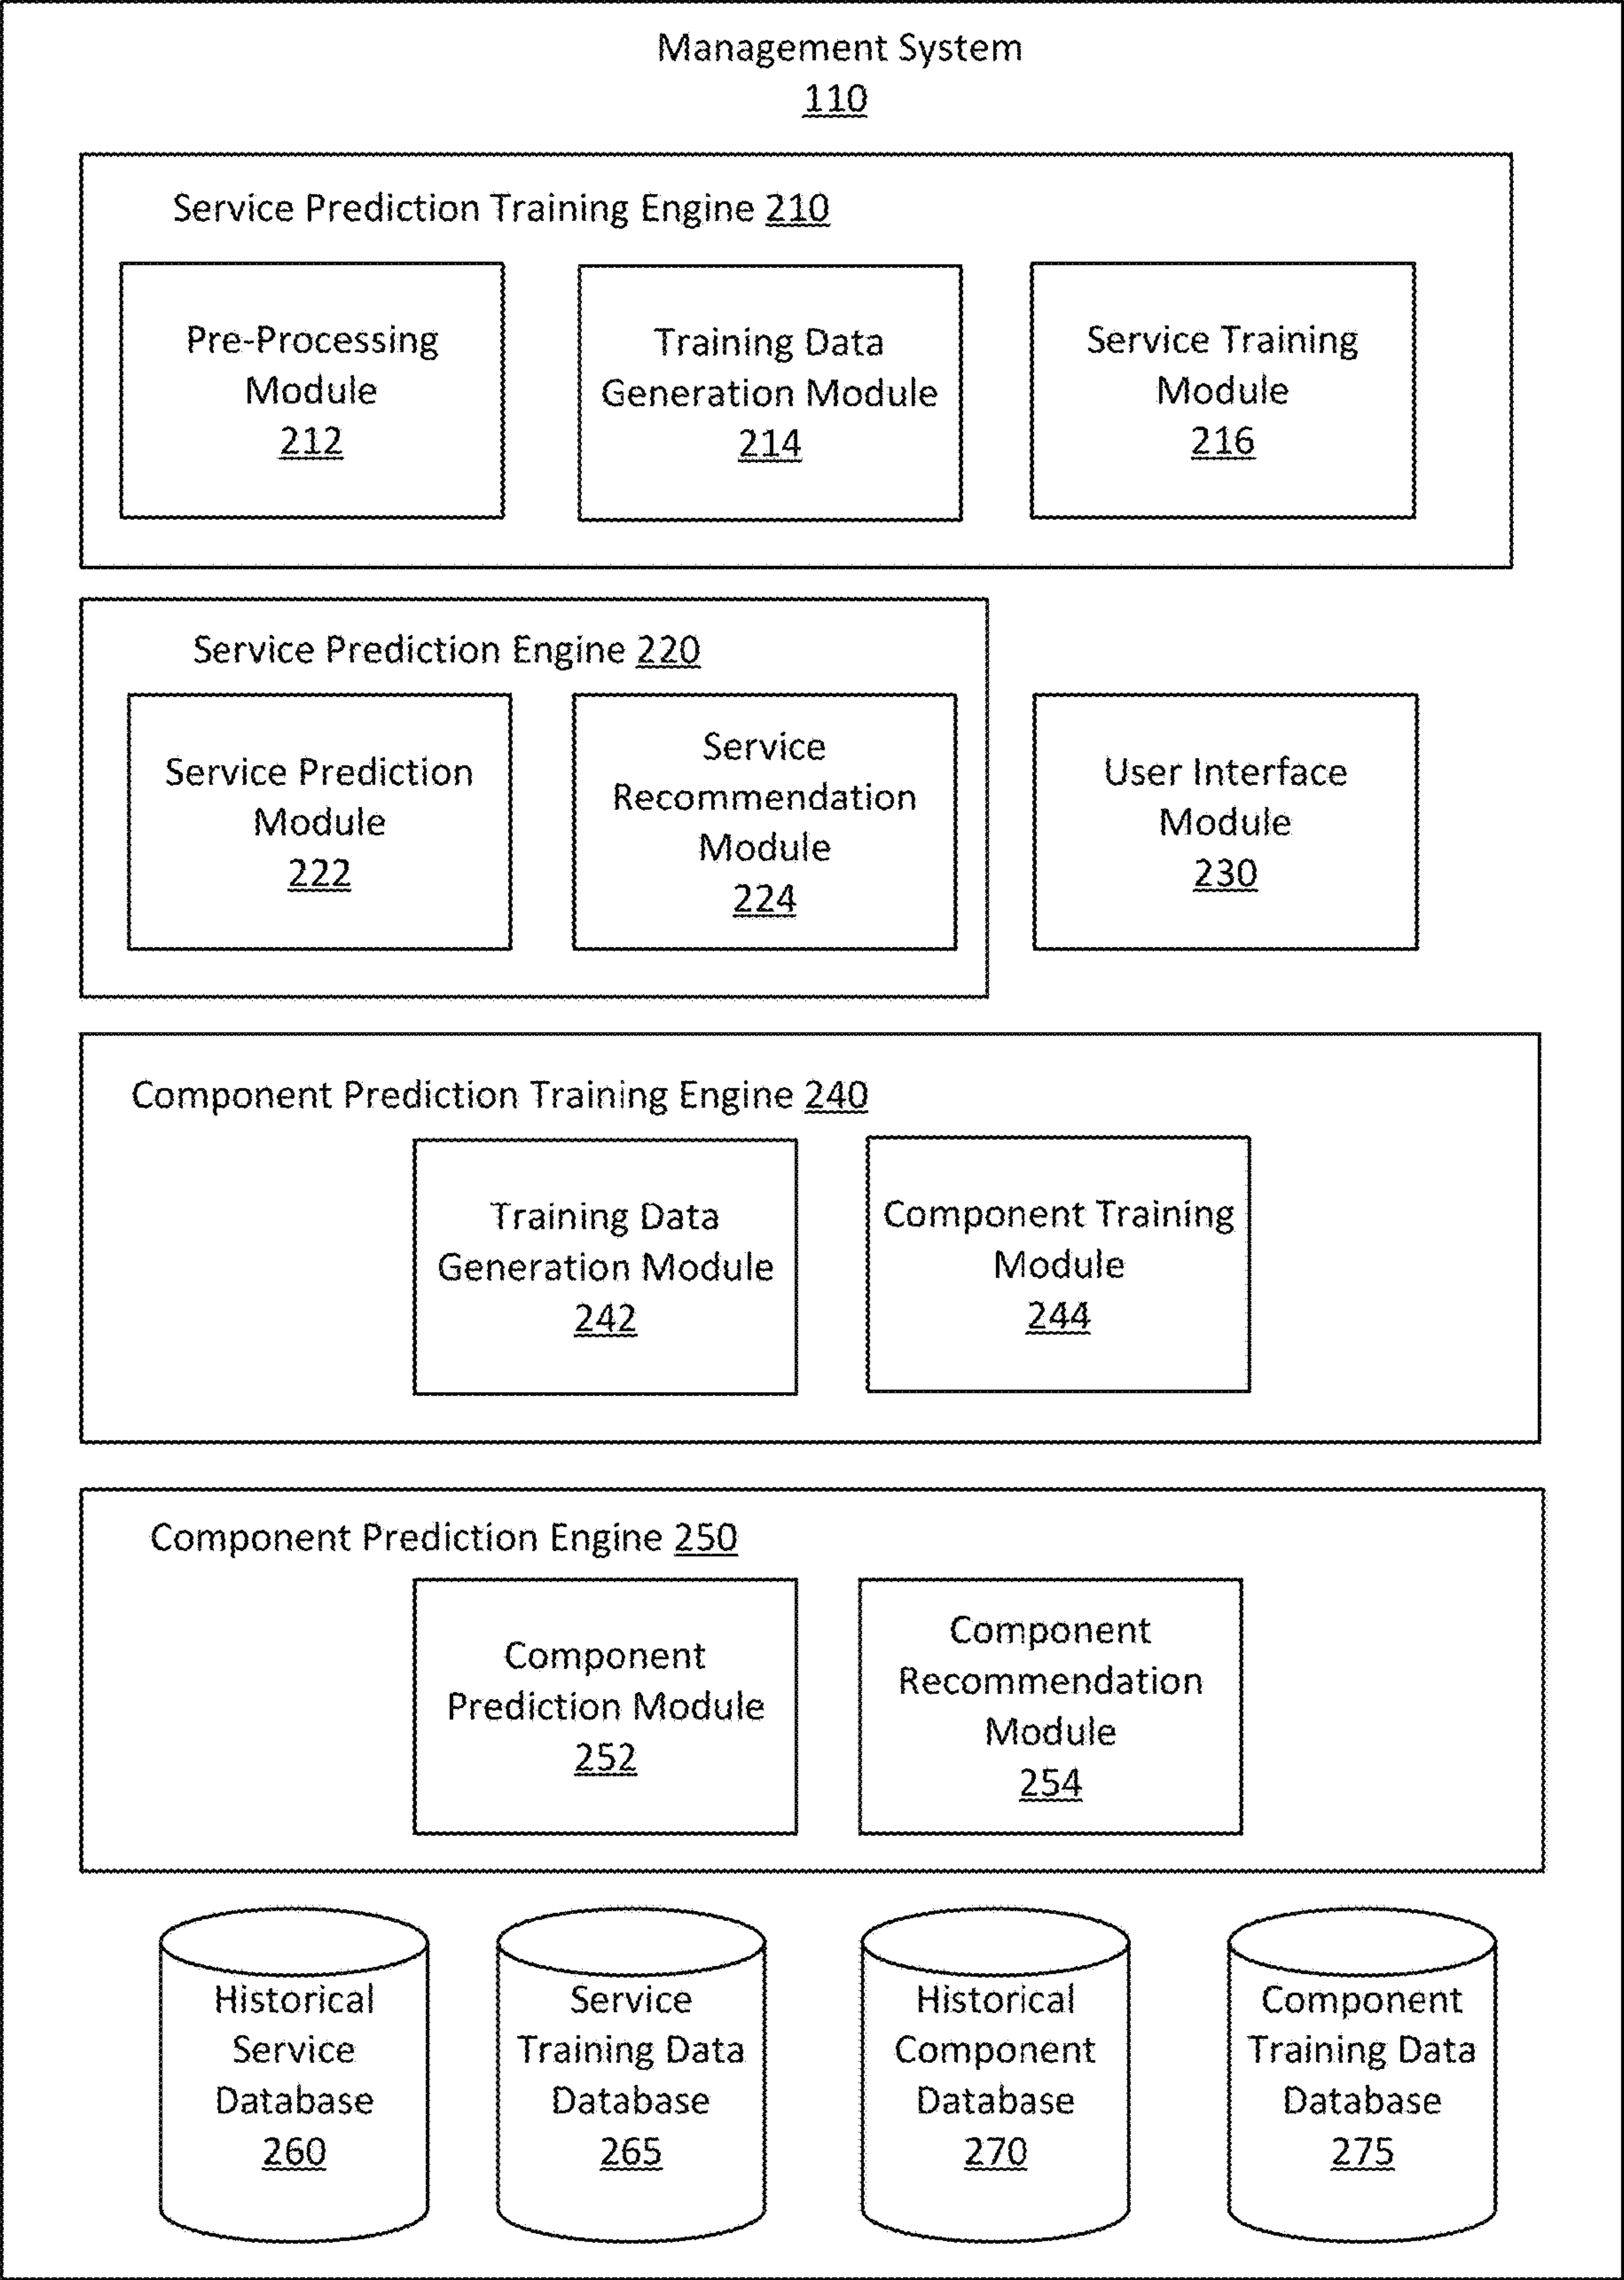 Management System
110
Service Prediction Training Engine 210
Pre-Processing
Module
212
Training Data
Generation Module
214
Service Training
Module
216
Service Prediction Engine 220
Service Prediction
Module
222
Service
Recommendation
Module
224
User Interface
Module
230
Component Prediction Training Engine 240
Training Data
Generation Module
242
Component Training
Module
244
Component Prediction Engine 250
Component
Prediction Module
252
Component
Recommendation
Module
254
Historical
Service
Database
260
Service
Training Data
Database
265
Historical
Component
Database
270
Component
Training Data
Database
275